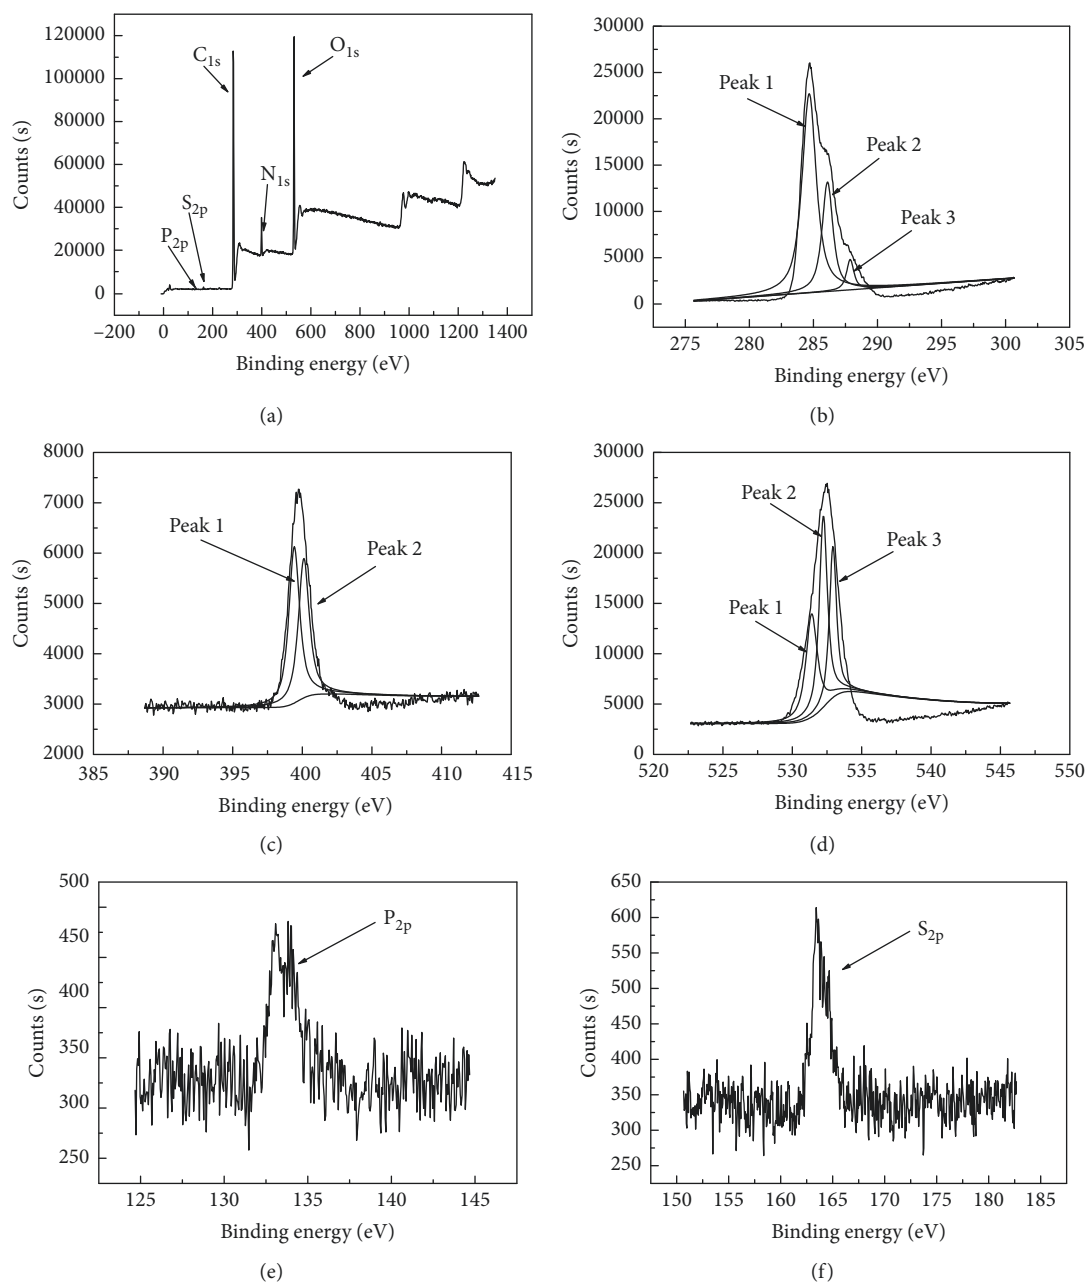 120000
100000
80000
60000
40000
20000
0
Counts (s)
C1s
O1s
N1s
S2p
P2p
−200 0 200 400 600 800 1000 1200 1400
Binding energy (eV)
(a)
30000
25000
20000
15000
10000
5000
0
Counts (s)
Peak 1
Peak 2
Peak 3
275 280 285 290 295 300 305
Binding energy (eV)
(b)
8000
7000
6000
5000
4000
3000
2000
Counts (s)
Peak 1
Peak 2
385 390 395 400 405 410 415
Binding energy (eV)
(c)
30000
25000
20000
15000
10000
5000
0
Counts (s)
Peak 2
Peak 3
Peak 1
520 525 530 535 540 545 550
Binding energy (eV)
(d)
500
450
400
350
300
250
Counts (s)
P2p
125 130 135 140 145
Binding energy (eV)
(e)
650
600
550
500
450
400
350
300
250
Counts (s)
S2p
150 155 160 165 170 175 180 185
Binding energy (eV)
(f)